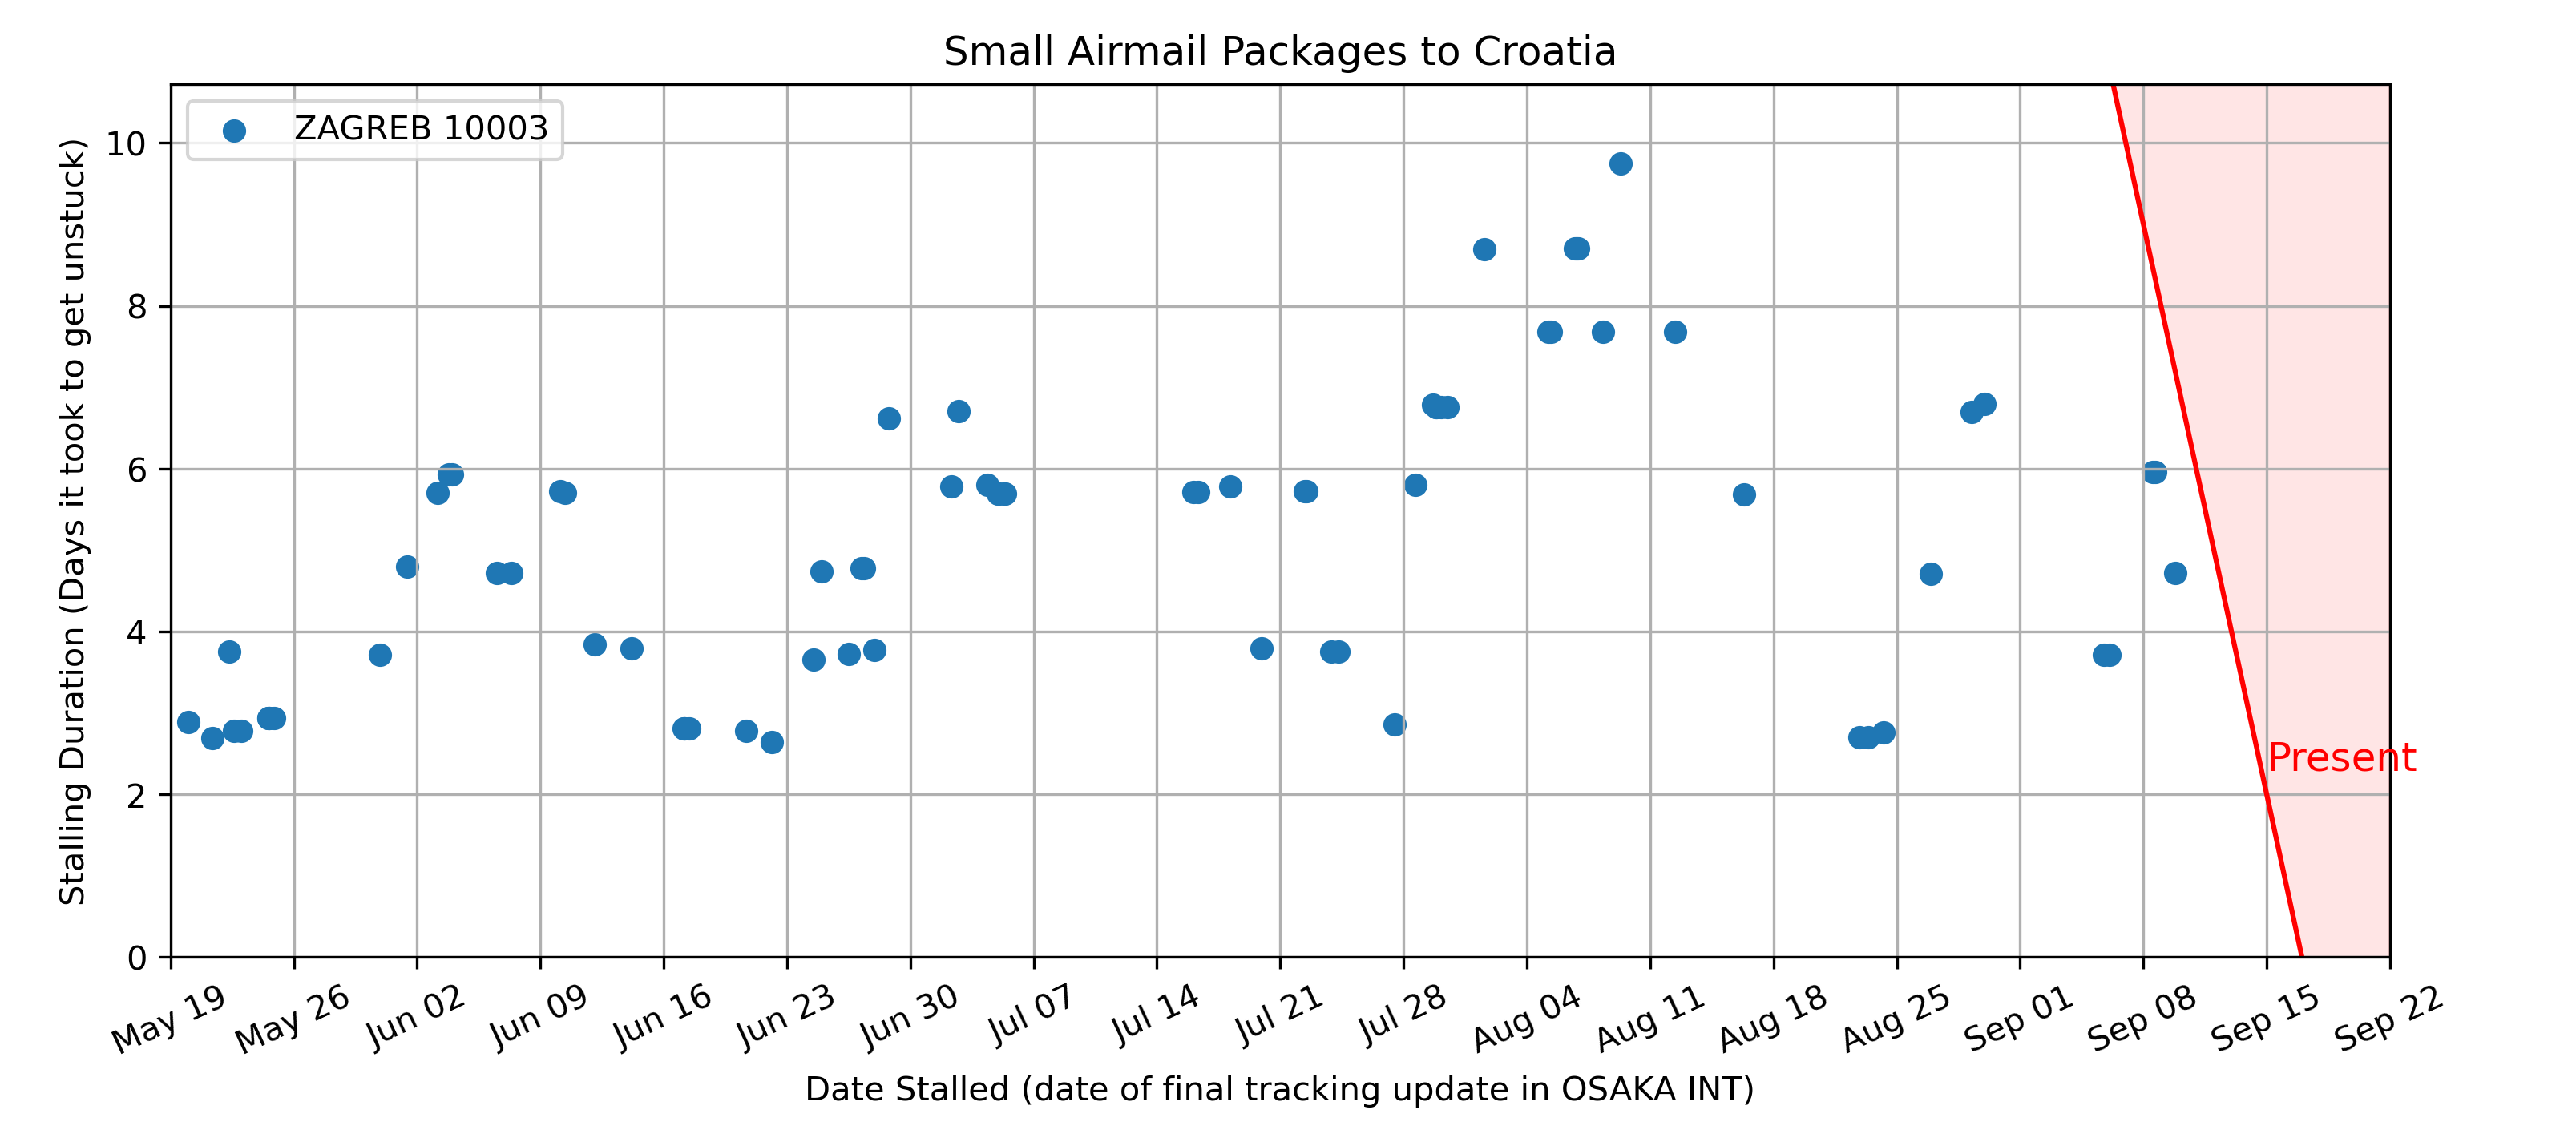 Small Airmail Packages to Croatia
ZAGREB 10003
Stalling Duration (Days it took to get unstuck)
10
8
6
4
2
0
Present
May 19
May 26
Jun 02
Jun 09
Jun 16
Jun 23
Jun 30
Jul 07
Jul 14
Jul 21
Jul 28
Aug 04
Aug 11
Aug 18
Aug 25
Sep 01
Sep 08
Sep 15
Sep 22
Date Stalled (date of final tracking update in OSAKA INT)